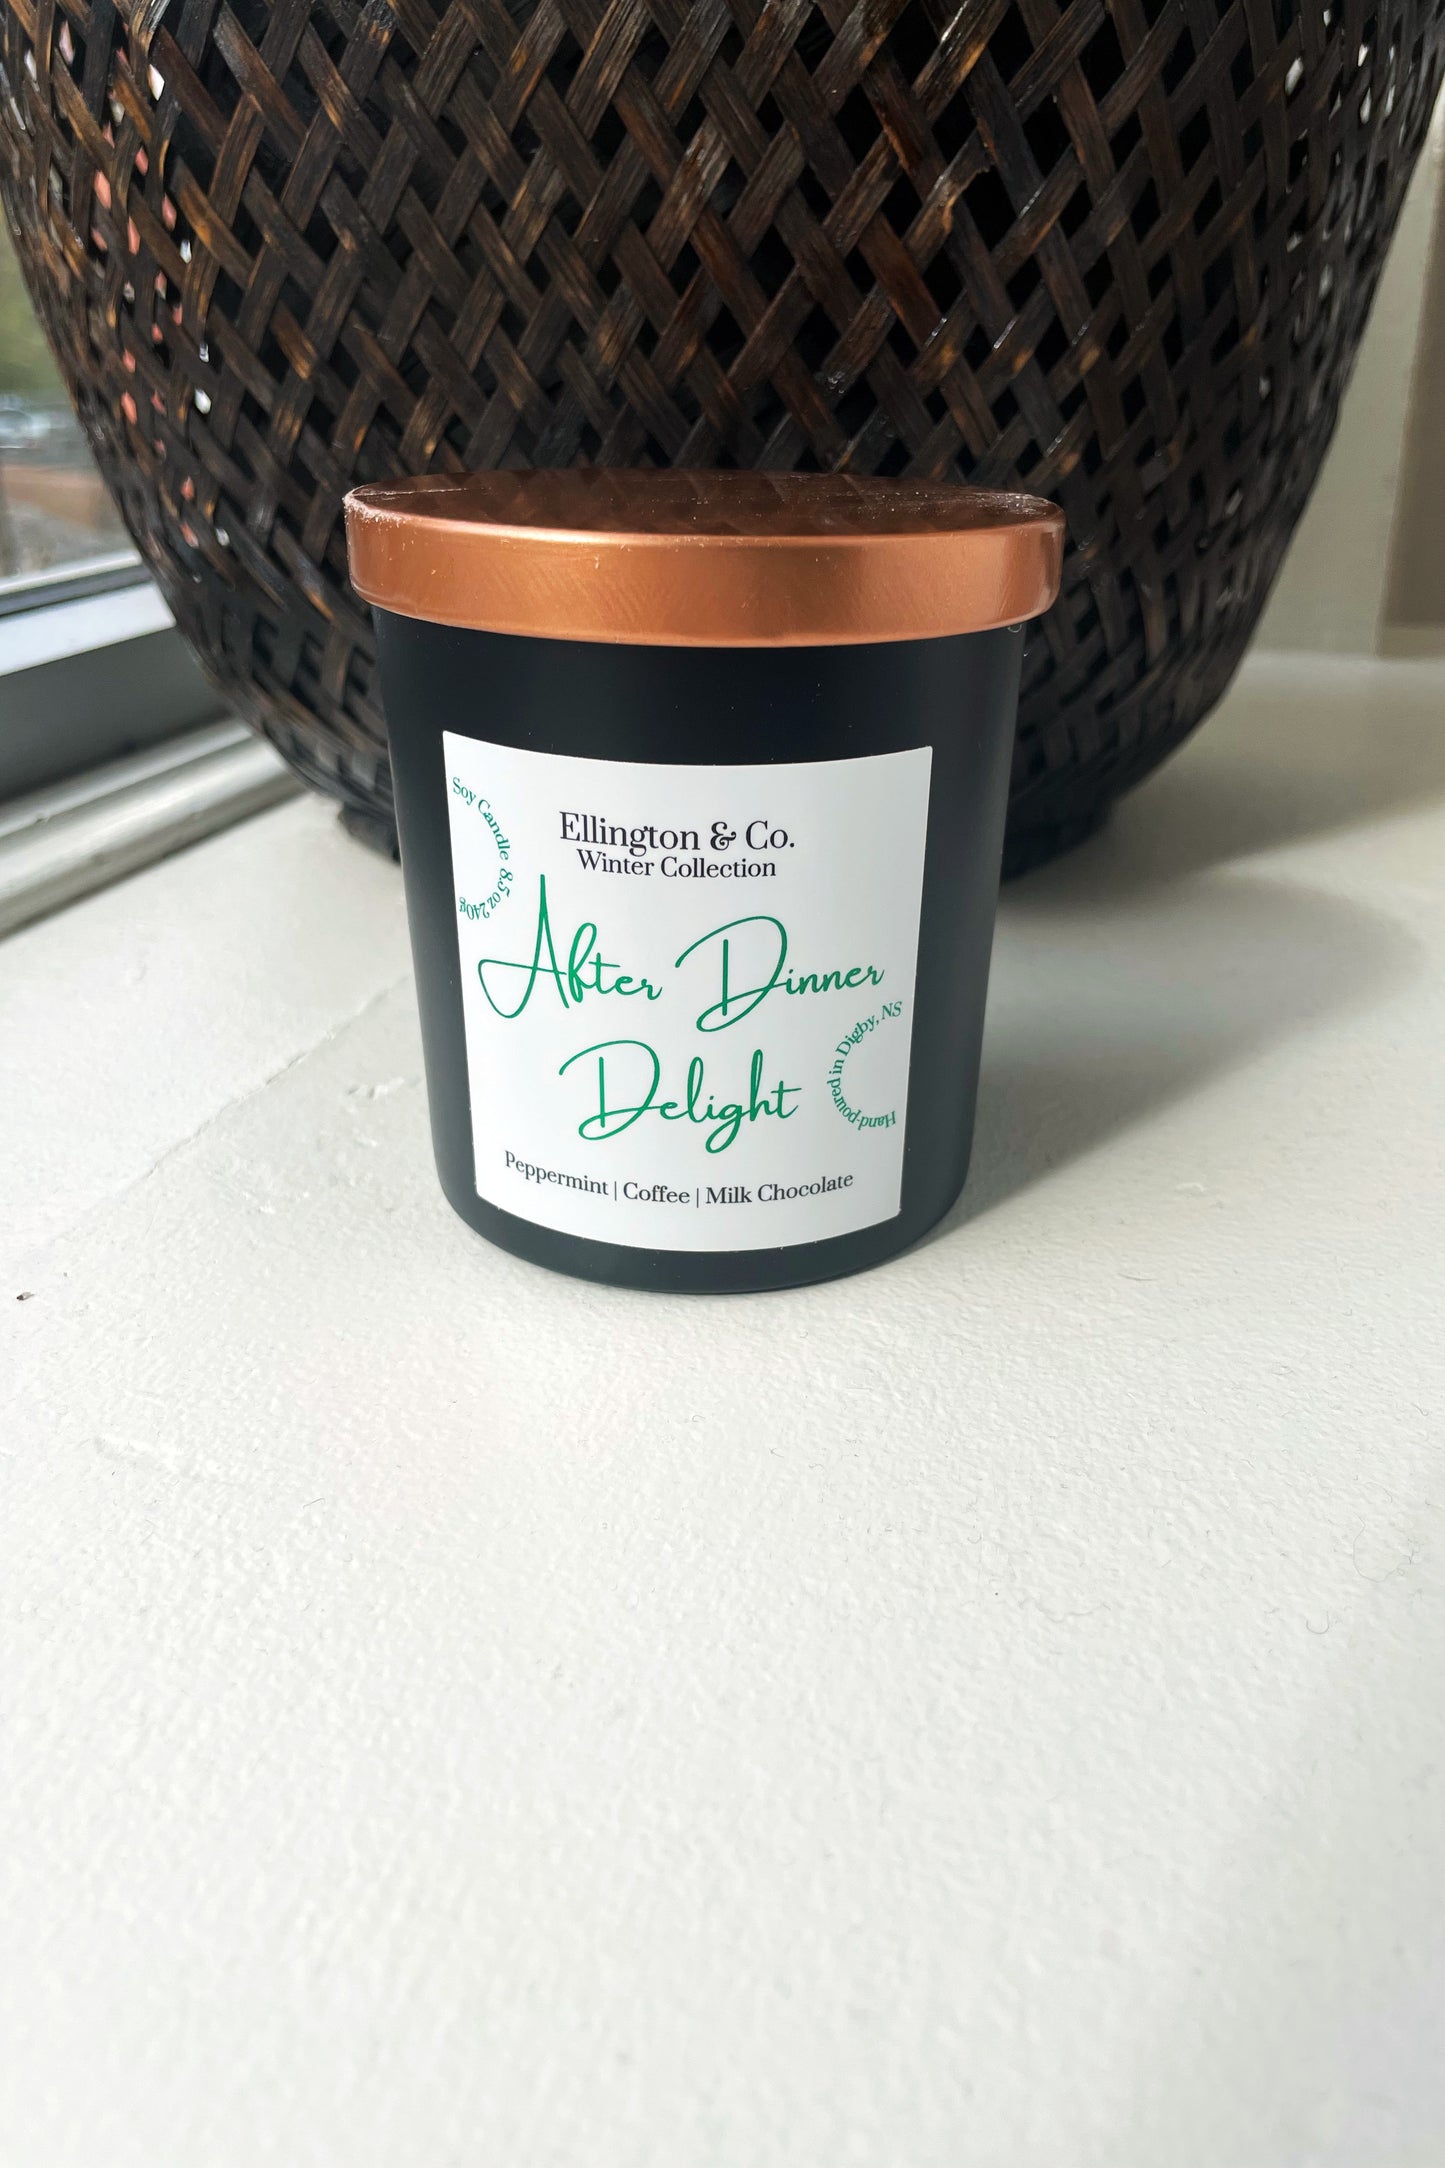 Ellington & Co.
Winter Collection
Soy Candle 8.5 oz 240g
After Dinner
Delight
Hand-poured in Digby, NS
Peppermint | Coffee | Milk Chocolate